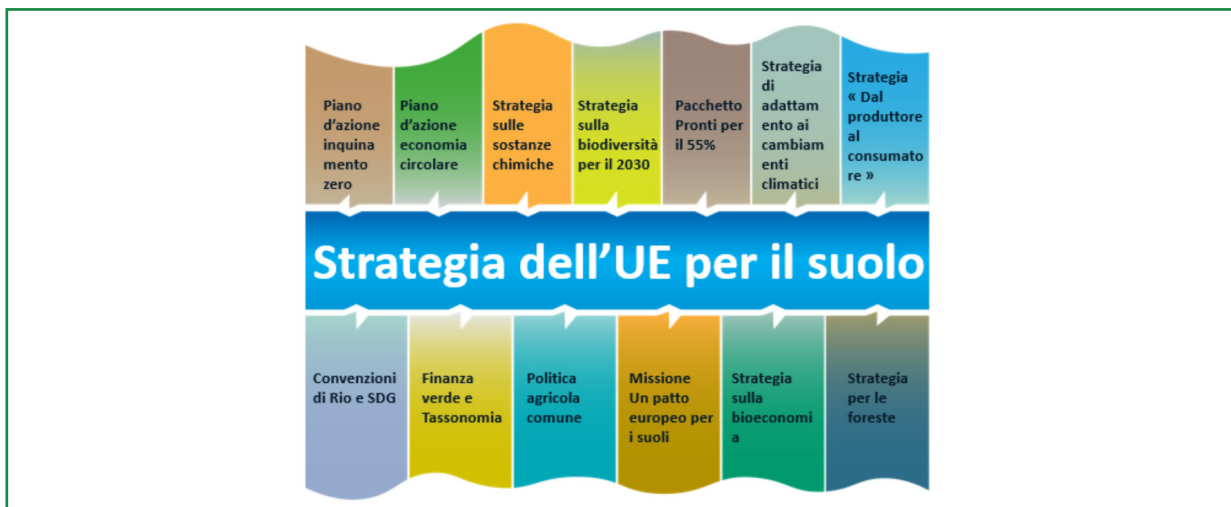 Piano
d’azione
inquina
mento
zero
Piano
d’azione
economia
circolare
Strategia
sulle
sostanze
chimiche
Strategia
sulla
biodiversità
per il 2030
Pacchetto
Pronti per
il 55%
Strategia
di
adattam
ento ai
cambiam
enti
climatici
Strategia
« Dal
produttore
al
consumato
re »
Strategia dell’UE per il suolo
Convenzioni
di Rio e SDG
Finanza
verde e
Tassonomia
Politica
agricola
comune
Missione
Un patto
europeo per
i suoli
Strategia
sulla
bioeconomi
a
Strategia
per le
foreste